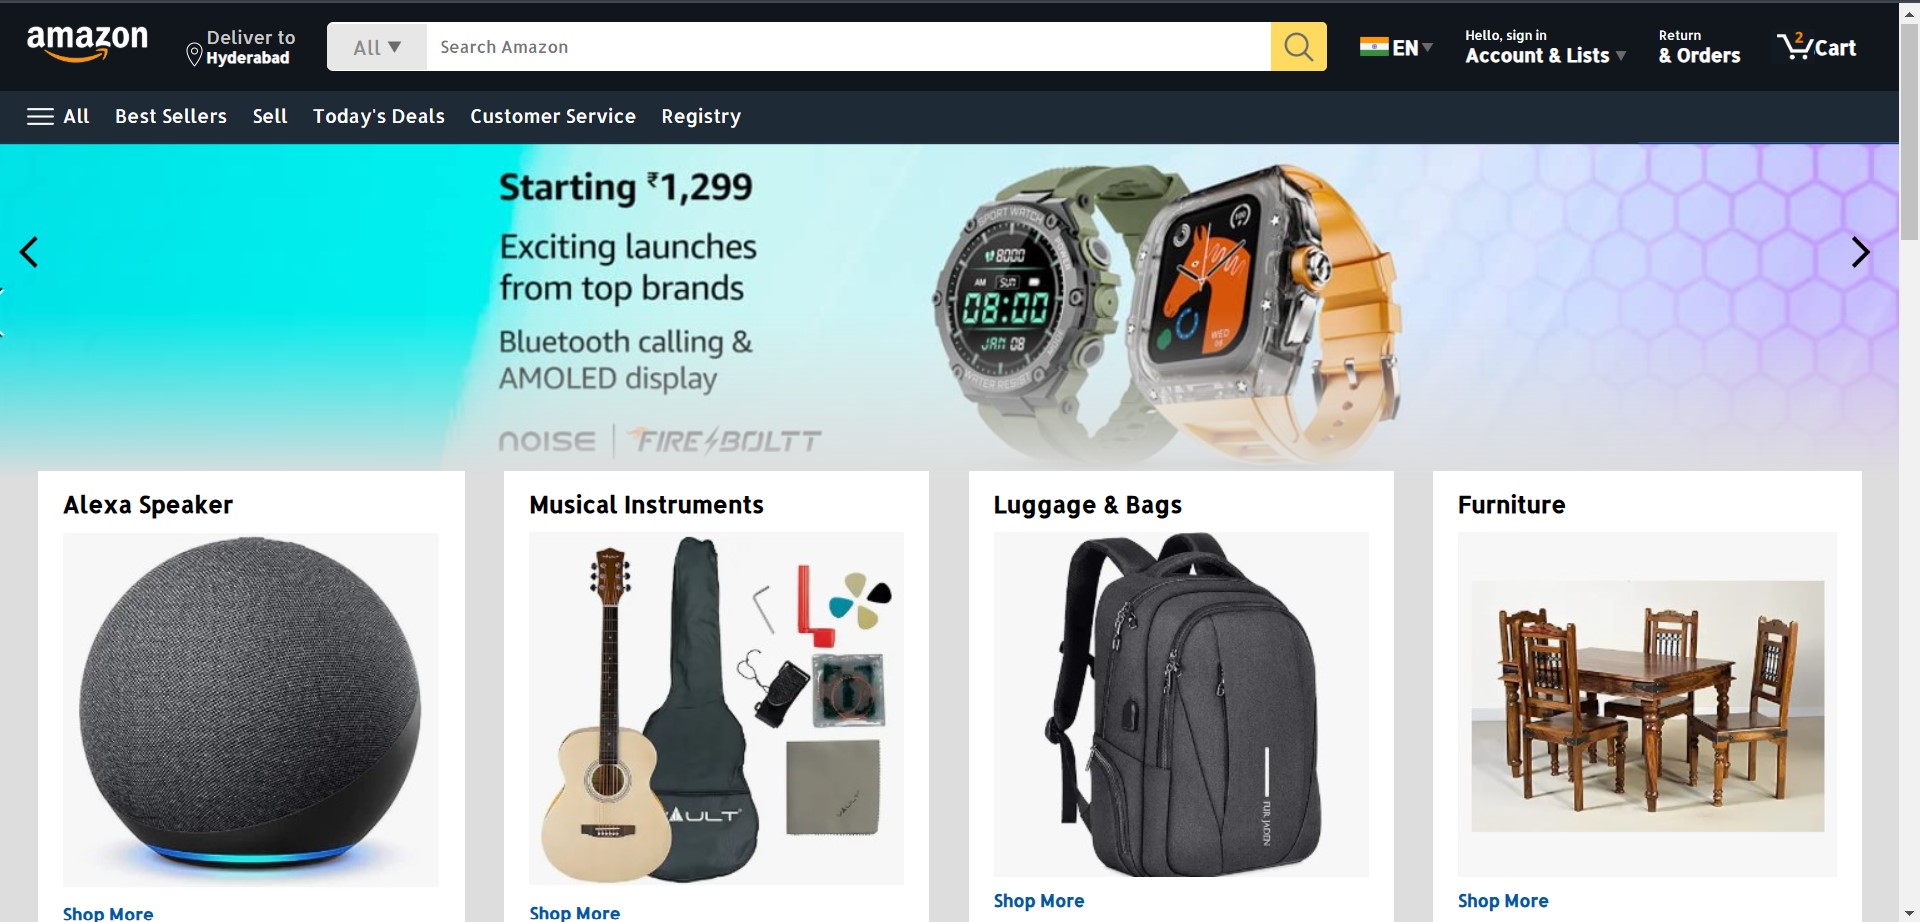 amazon
Deliver to
Hyderabad
All ▼
Search Amazon
EN
Hello, sign in
Account & Lists
Return
& Orders
2
Cart
All
Best Sellers
Sell
Today's Deals
Customer Service
Registry
Starting ₹1,299
Exciting launches
from top brands
Bluetooth calling &
AMOLED display
NOISE | FIRE BOLTT
SPORT WATCH
8000
AM SUN
08:00
JAN 08
WATER RESIST
100
WED
08
Alexa Speaker
Musical Instruments
Luggage & Bags
Furniture
VAULT
FUR JADEN
Shop More
Shop More
Shop More
Shop More